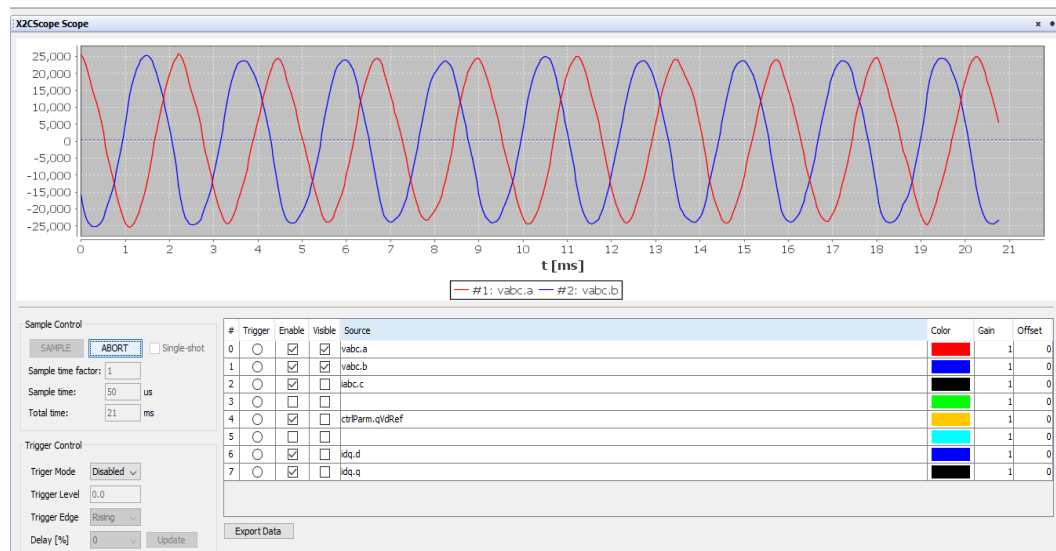 X2CScope Scope
25,000
20,000
15,000
10,000
5,000
0
-5,000
-10,000
-15,000
-20,000
-25,000
0 1 2 3 4 5 6 7 8 9 10 11 12 13 14 15 16 17 18 19 20 21
t [ms]
#1: vabc.a #2: vabc.b
Sample Control
SAMPLE ABORT Single-shot
Sample time factor: 1
Sample time: 50 us
Total time: 21 ms
Trigger Control
Triger Mode Disabled
Trigger Level 0.0
Trigger Edge Rising
Delay [%] 0 Update
# Trigger Enable Visible Source Color Gain Offset
0 vabc.a 1 0
1 vabc.b 1 0
2 iabc.c 1 0
3 1 0
4 ctrlParm.qVdRef 1 0
5 1 0
6 idq.d 1 0
7 idq.q 1 0
Export Data